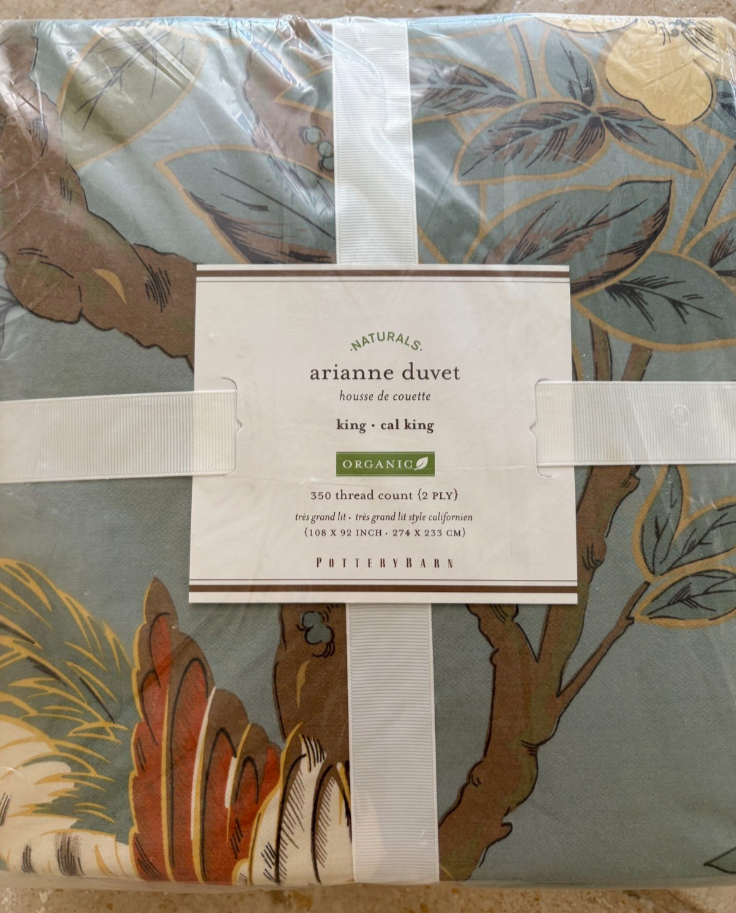 ·NATURALS·
arianne duvet
housse de couette
king · cal king
ORGANIC
350 thread count {2 PLY}
très grand lit · très grand lit style californien
{108 X 92 INCH · 274 X 233 CM}
POTTERYBARN